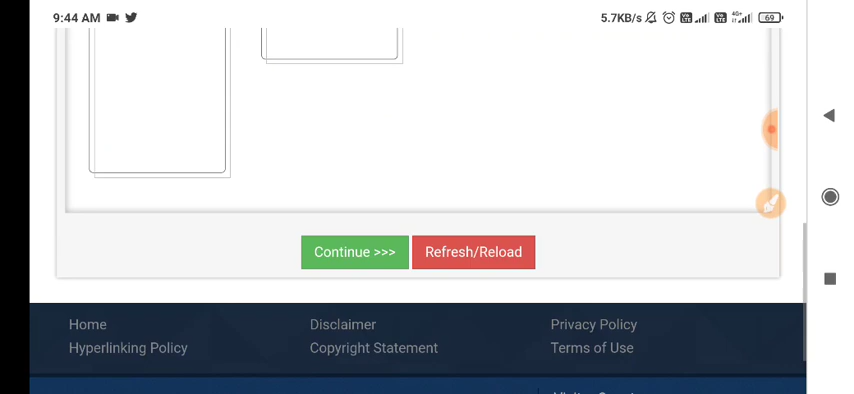 9:44 AM 5.7KB/s 4G+ 69
Continue >>> Refresh/Reload
Home Disclaimer Privacy Policy
Hyperlinking Policy Copyright Statement Terms of Use